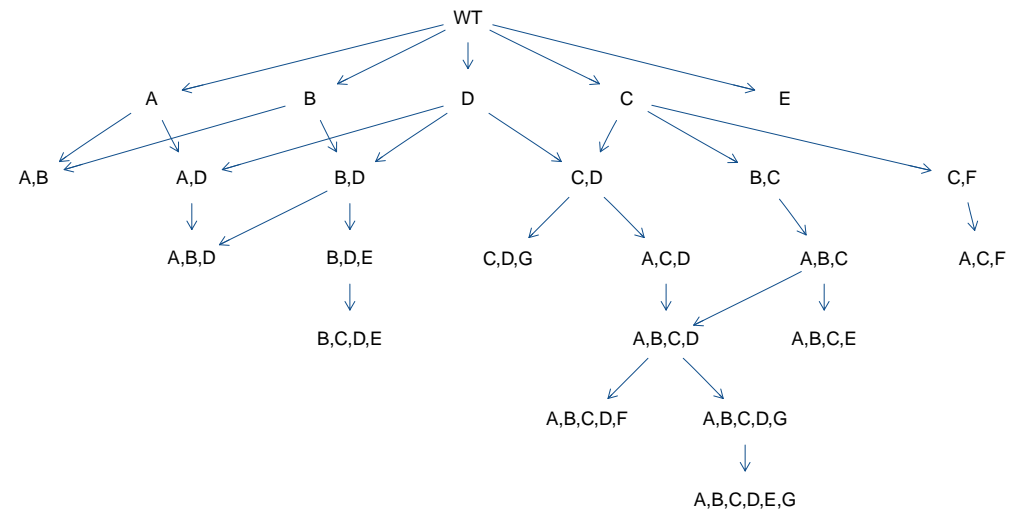 WT
A
B
D
C
E
A,B
A,D
B,D
C,D
B,C
C,F
A,B,D
B,D,E
C,D,G
A,C,D
A,B,C
A,C,F
B,C,D,E
A,B,C,D
A,B,C,E
A,B,C,D,F
A,B,C,D,G
A,B,C,D,E,G